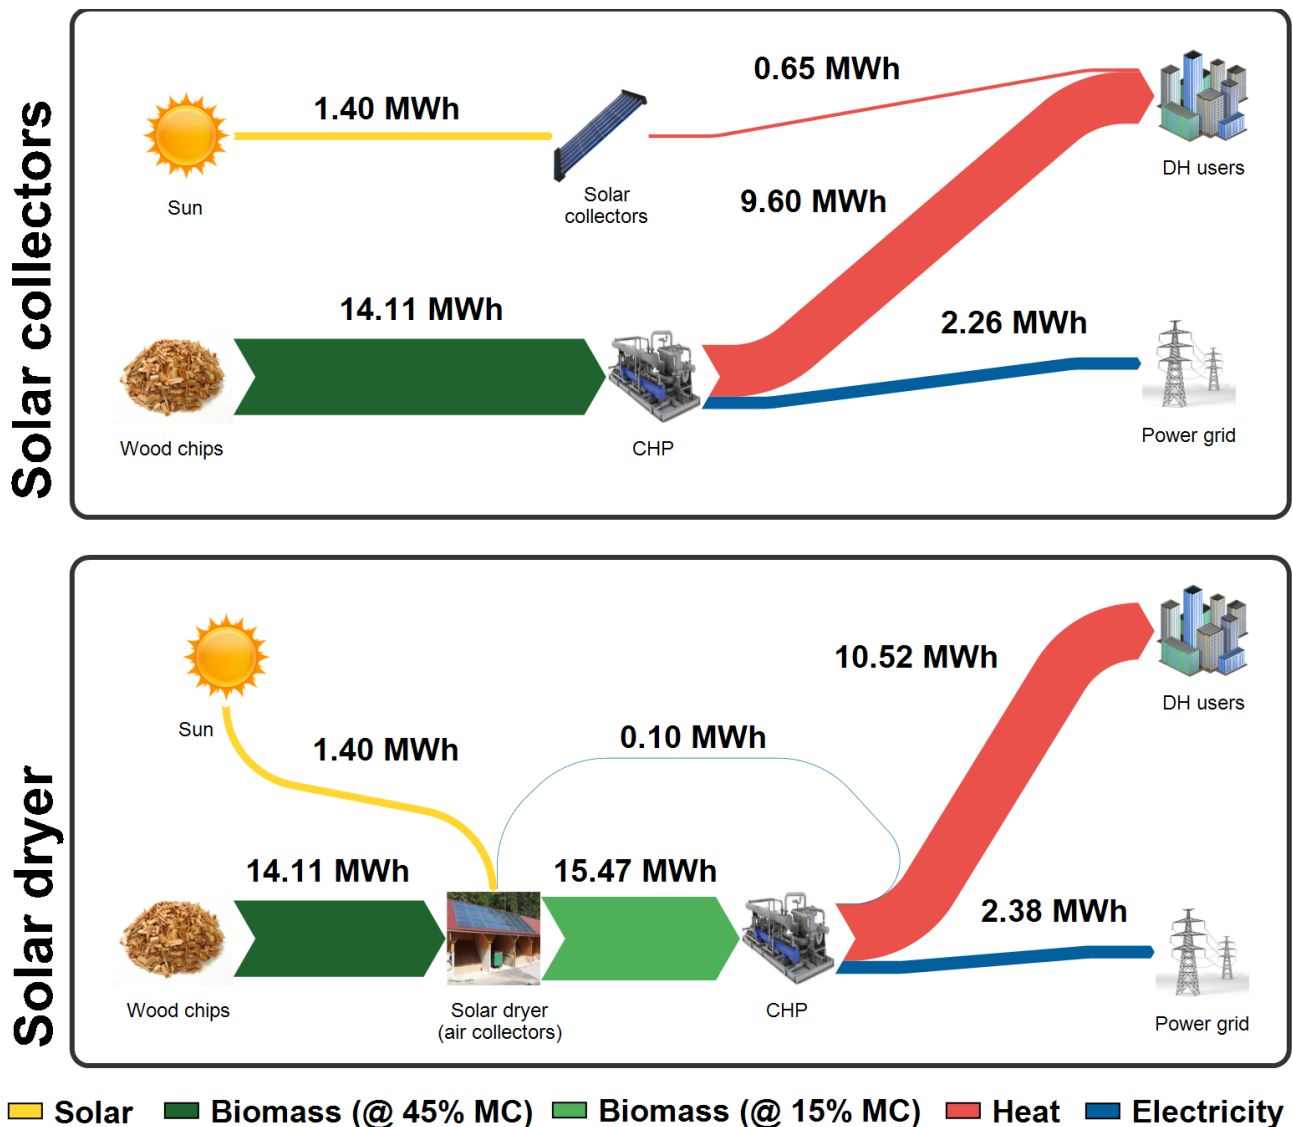 Solar collectors
1.40 MWh
0.65 MWh
Sun
Solar
collectors
DH users
9.60 MWh
14.11 MWh
2.26 MWh
Wood chips
CHP
Power grid
Solar dryer
Sun
1.40 MWh
0.10 MWh
10.52 MWh
DH users
14.11 MWh
15.47 MWh
2.38 MWh
Wood chips
Solar dryer
(air collectors)
CHP
Power grid
Solar
Biomass (@ 45% MC)
Biomass (@ 15% MC)
Heat
Electricity